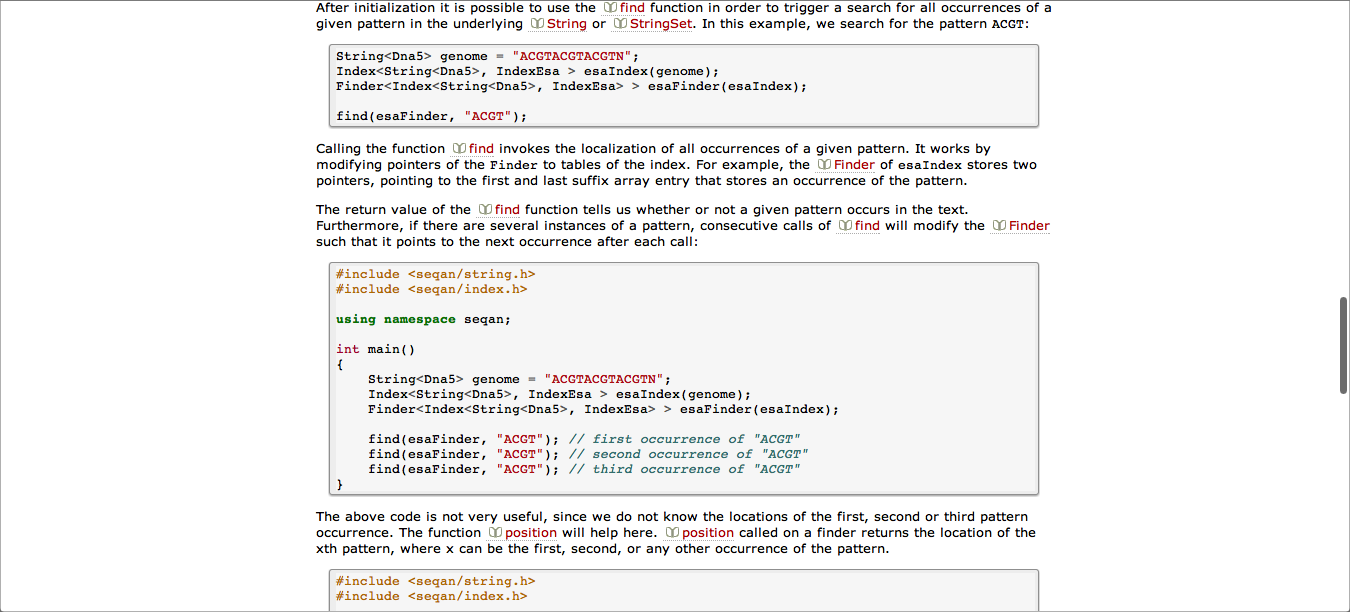 After initialization it is possible to use the find function in order to trigger a search for all occurrences of a
given pattern in the underlying String or StringSet. In this example, we search for the pattern ACGT:
String<Dna5> genome = "ACGTACGTACGTN";
Index<String<Dna5>, IndexEsa > esaIndex(genome);
Finder<Index<String<Dna5>, IndexEsa> > esaFinder(esaIndex);
find(esaFinder, "ACGT");
Calling the function find invokes the localization of all occurrences of a given pattern. It works by
modifying pointers of the Finder to tables of the index. For example, the Finder of esaIndex stores two
pointers, pointing to the first and last suffix array entry that stores an occurrence of the pattern.
The return value of the find function tells us whether or not a given pattern occurs in the text.
Furthermore, if there are several instances of a pattern, consecutive calls of find will modify the Finder
such that it points to the next occurrence after each call:
#include <seqan/string.h>
#include <seqan/index.h>
using namespace seqan;
int main()
{
    String<Dna5> genome = "ACGTACGTACGTN";
    Index<String<Dna5>, IndexEsa > esaIndex(genome);
    Finder<Index<String<Dna5>, IndexEsa> > esaFinder(esaIndex);
    find(esaFinder, "ACGT"); // first occurrence of "ACGT"
    find(esaFinder, "ACGT"); // second occurrence of "ACGT"
    find(esaFinder, "ACGT"); // third occurrence of "ACGT"
}
The above code is not very useful, since we do not know the locations of the first, second or third pattern
occurrence. The function position will help here. position called on a finder returns the location of the
xth pattern, where x can be the first, second, or any other occurrence of the pattern.
#include <seqan/string.h>
#include <seqan/index.h>